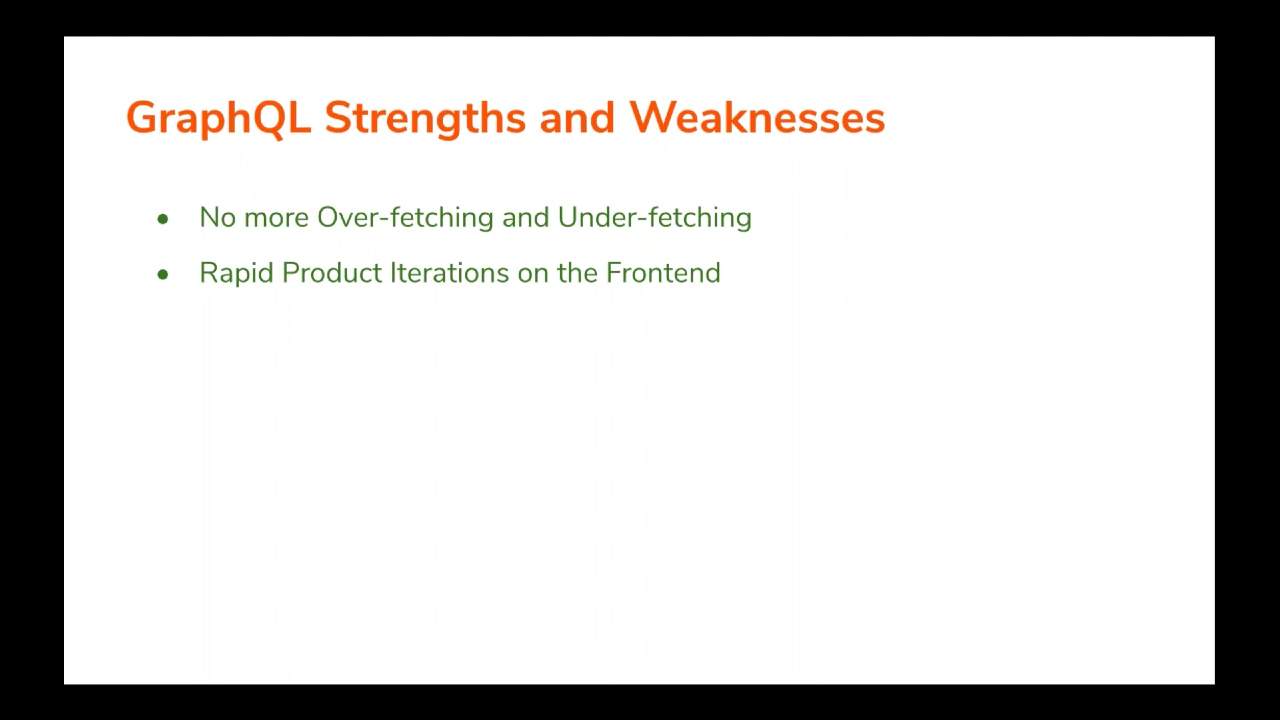 GraphQL Strengths and Weaknesses
● No more Over-fetching and Under-fetching
● Rapid Product Iterations on the Frontend